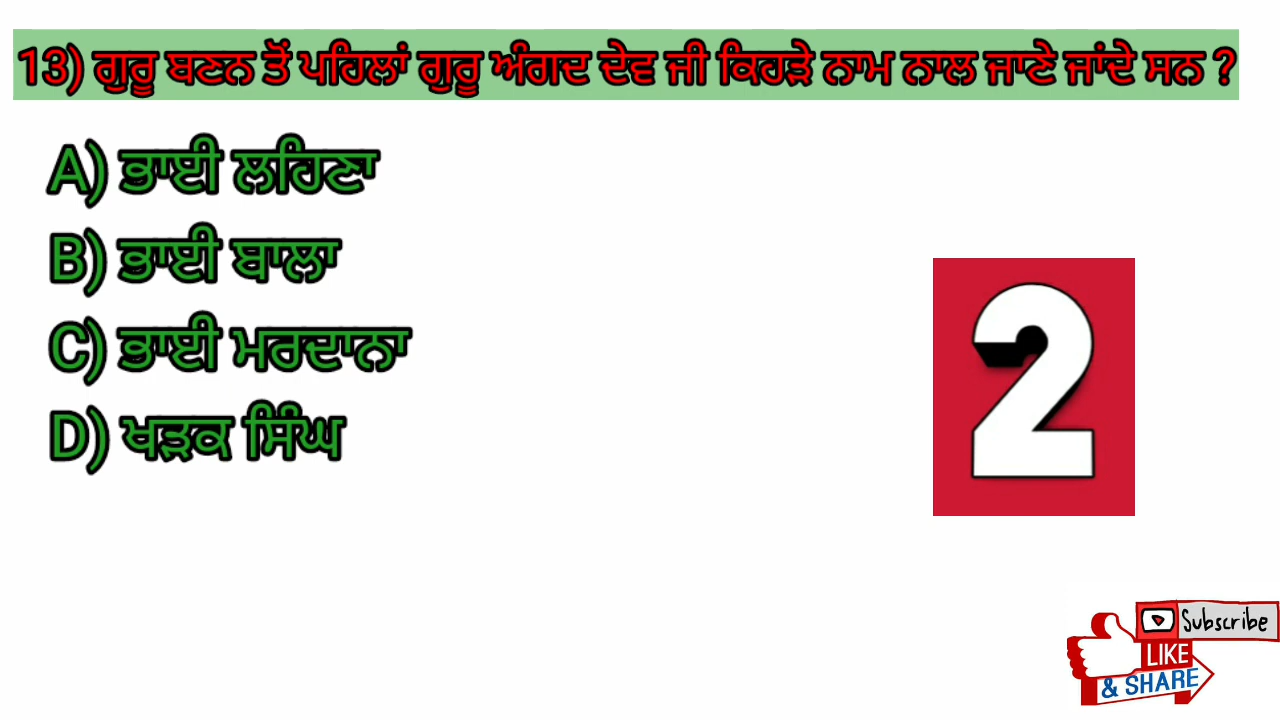 13) ਗੁਰੂ ਬਣਨ ਤੋਂ ਪਹਿਲਾਂ ਗੁਰੂ ਅੰਗਦ ਦੇਵ ਜੀ ਕਿਹੜੇ ਨਾਮ ਨਾਲ ਜਾਣੇ ਜਾਂਦੇ ਸਨ ?
A) ਭਾਈ ਲਹਿਣਾ
B) ਭਾਈ ਬਾਲਾ
C) ਭਾਈ ਮਰਦਾਨਾ
D) ਖੜਕ ਸਿੰਘ
2
Subscribe
LIKE
& SHARE